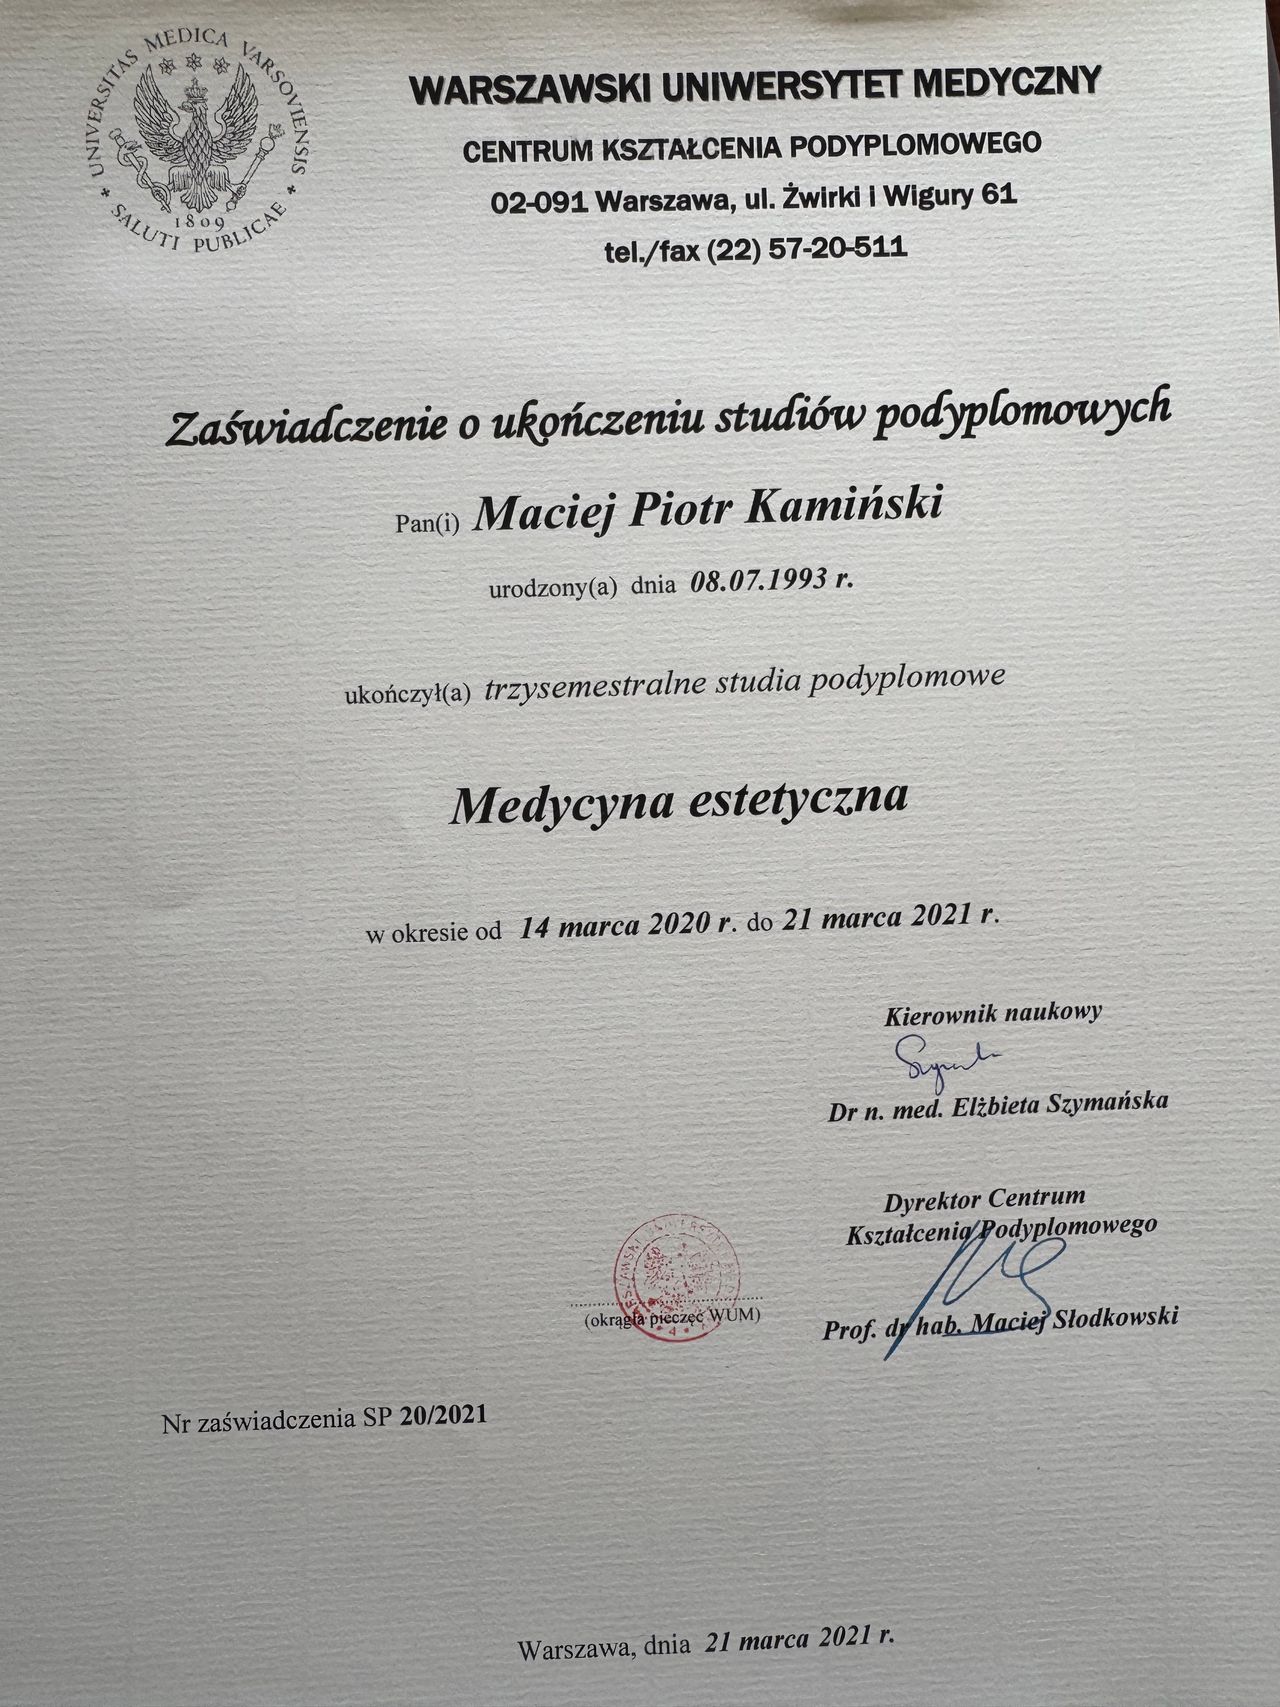 UNIVERSITAS MEDICA VARSOVIENSIS
1809
SALUTI PUBLICAE
WARSZAWSKI UNIWERSYTET MEDYCZNY
CENTRUM KSZTAŁCENIA PODYPLOMOWEGO
02-091 Warszawa, ul. Żwirki i Wigury 61
tel./fax (22) 57-20-511
Zaświadczenie o ukończeniu studiów podyplomowych
Pan(i) Maciej Piotr Kamiński
urodzony(a) dnia 08.07.1993 r.
ukończył(a) trzysemestralne studia podyplomowe
Medycyna estetyczna
w okresie od 14 marca 2020 r. do 21 marca 2021 r.
Kierownik naukowy
Dr n. med. Elżbieta Szymańska
Dyrektor Centrum
Kształcenia Podyplomowego
(okrągła pieczęć WUM)
Prof. dr hab. Maciej Słodkowski
Nr zaświadczenia SP 20/2021
Warszawa, dnia 21 marca 2021 r.